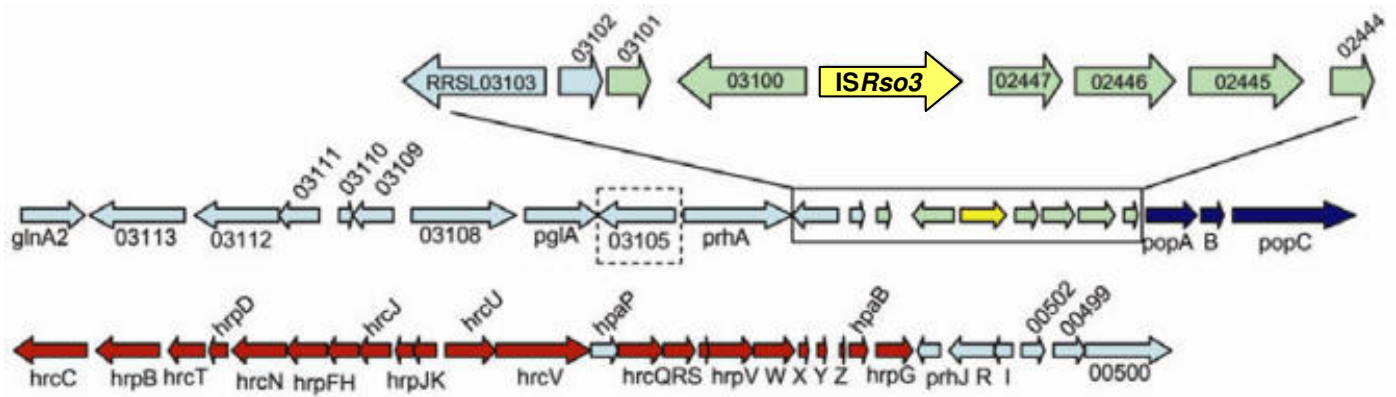 03102 03101 02444
RRSL03103 03100 ISRso3 02447 02446 02445
03111 03110 03109
glnA2 03113 03112 03108 pglA 03105 prhA popA B popC
hrpD hrcJ hrcU hpaP hpaB 00502 00499
hrcC hrpB hrcT hrcN hrpFH hrpJK hrcV hrcQRS hrpV W X Y Z hrpG prhJ R I 00500